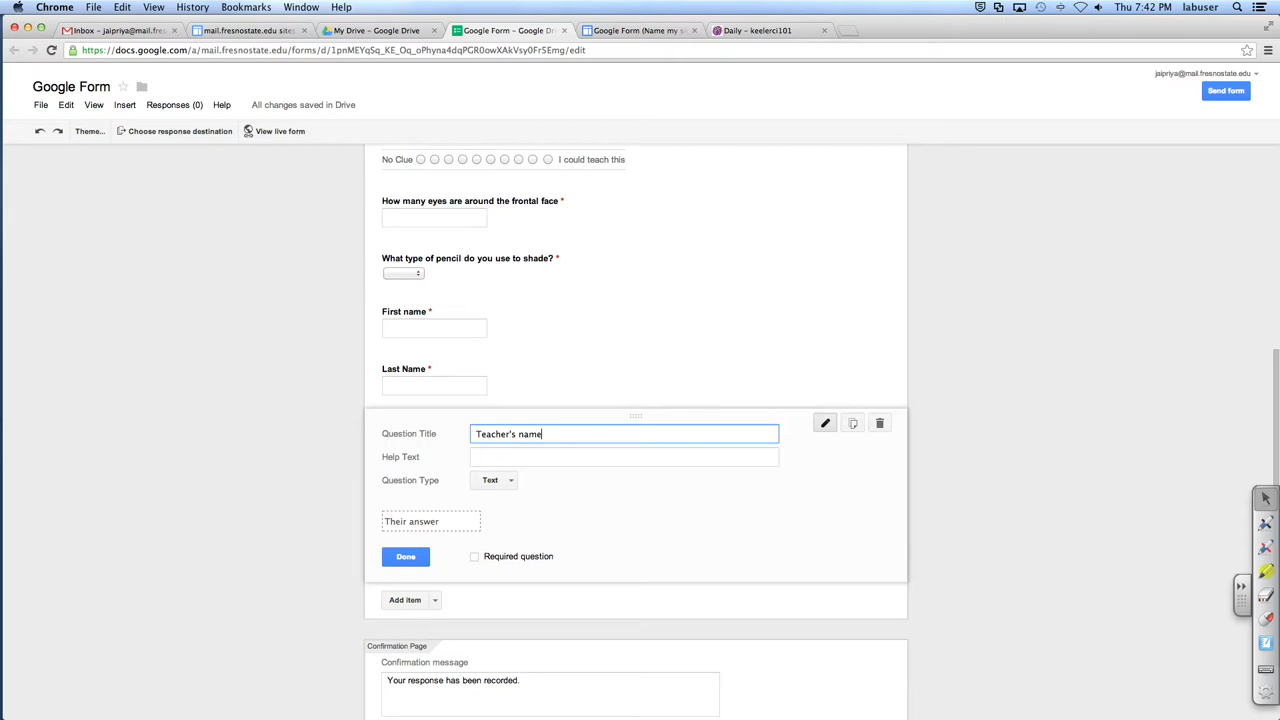 Chrome File Edit View History Bookmarks Window Help
Thu 7:42 PM labuser
Inbox – jaipriya@mail.fresn
mail.fresnostate.edu sites
My Drive – Google Drive
Google Form – Google Dri
Google Form (Name my s
Daily – keelerci101
https://docs.google.com/a/mail.fresnostate.edu/forms/d/1pnMEYqSq_KE_Oq_oPhyna4dqPGR0owXAkVsy0Fr5Emg/edit
jaipriya@mail.fresnostate.edu
Google Form
Send form
File Edit View Insert Responses (0) Help All changes saved in Drive
Theme... Choose response destination View live form
No Clue I could teach this
How many eyes are around the frontal face *
What type of pencil do you use to shade? *
First name *
Last Name *
Question Title Teacher's name
Help Text
Question Type Text
Their answer
Done Required question
Add item
Confirmation Page
Confirmation message
Your response has been recorded.